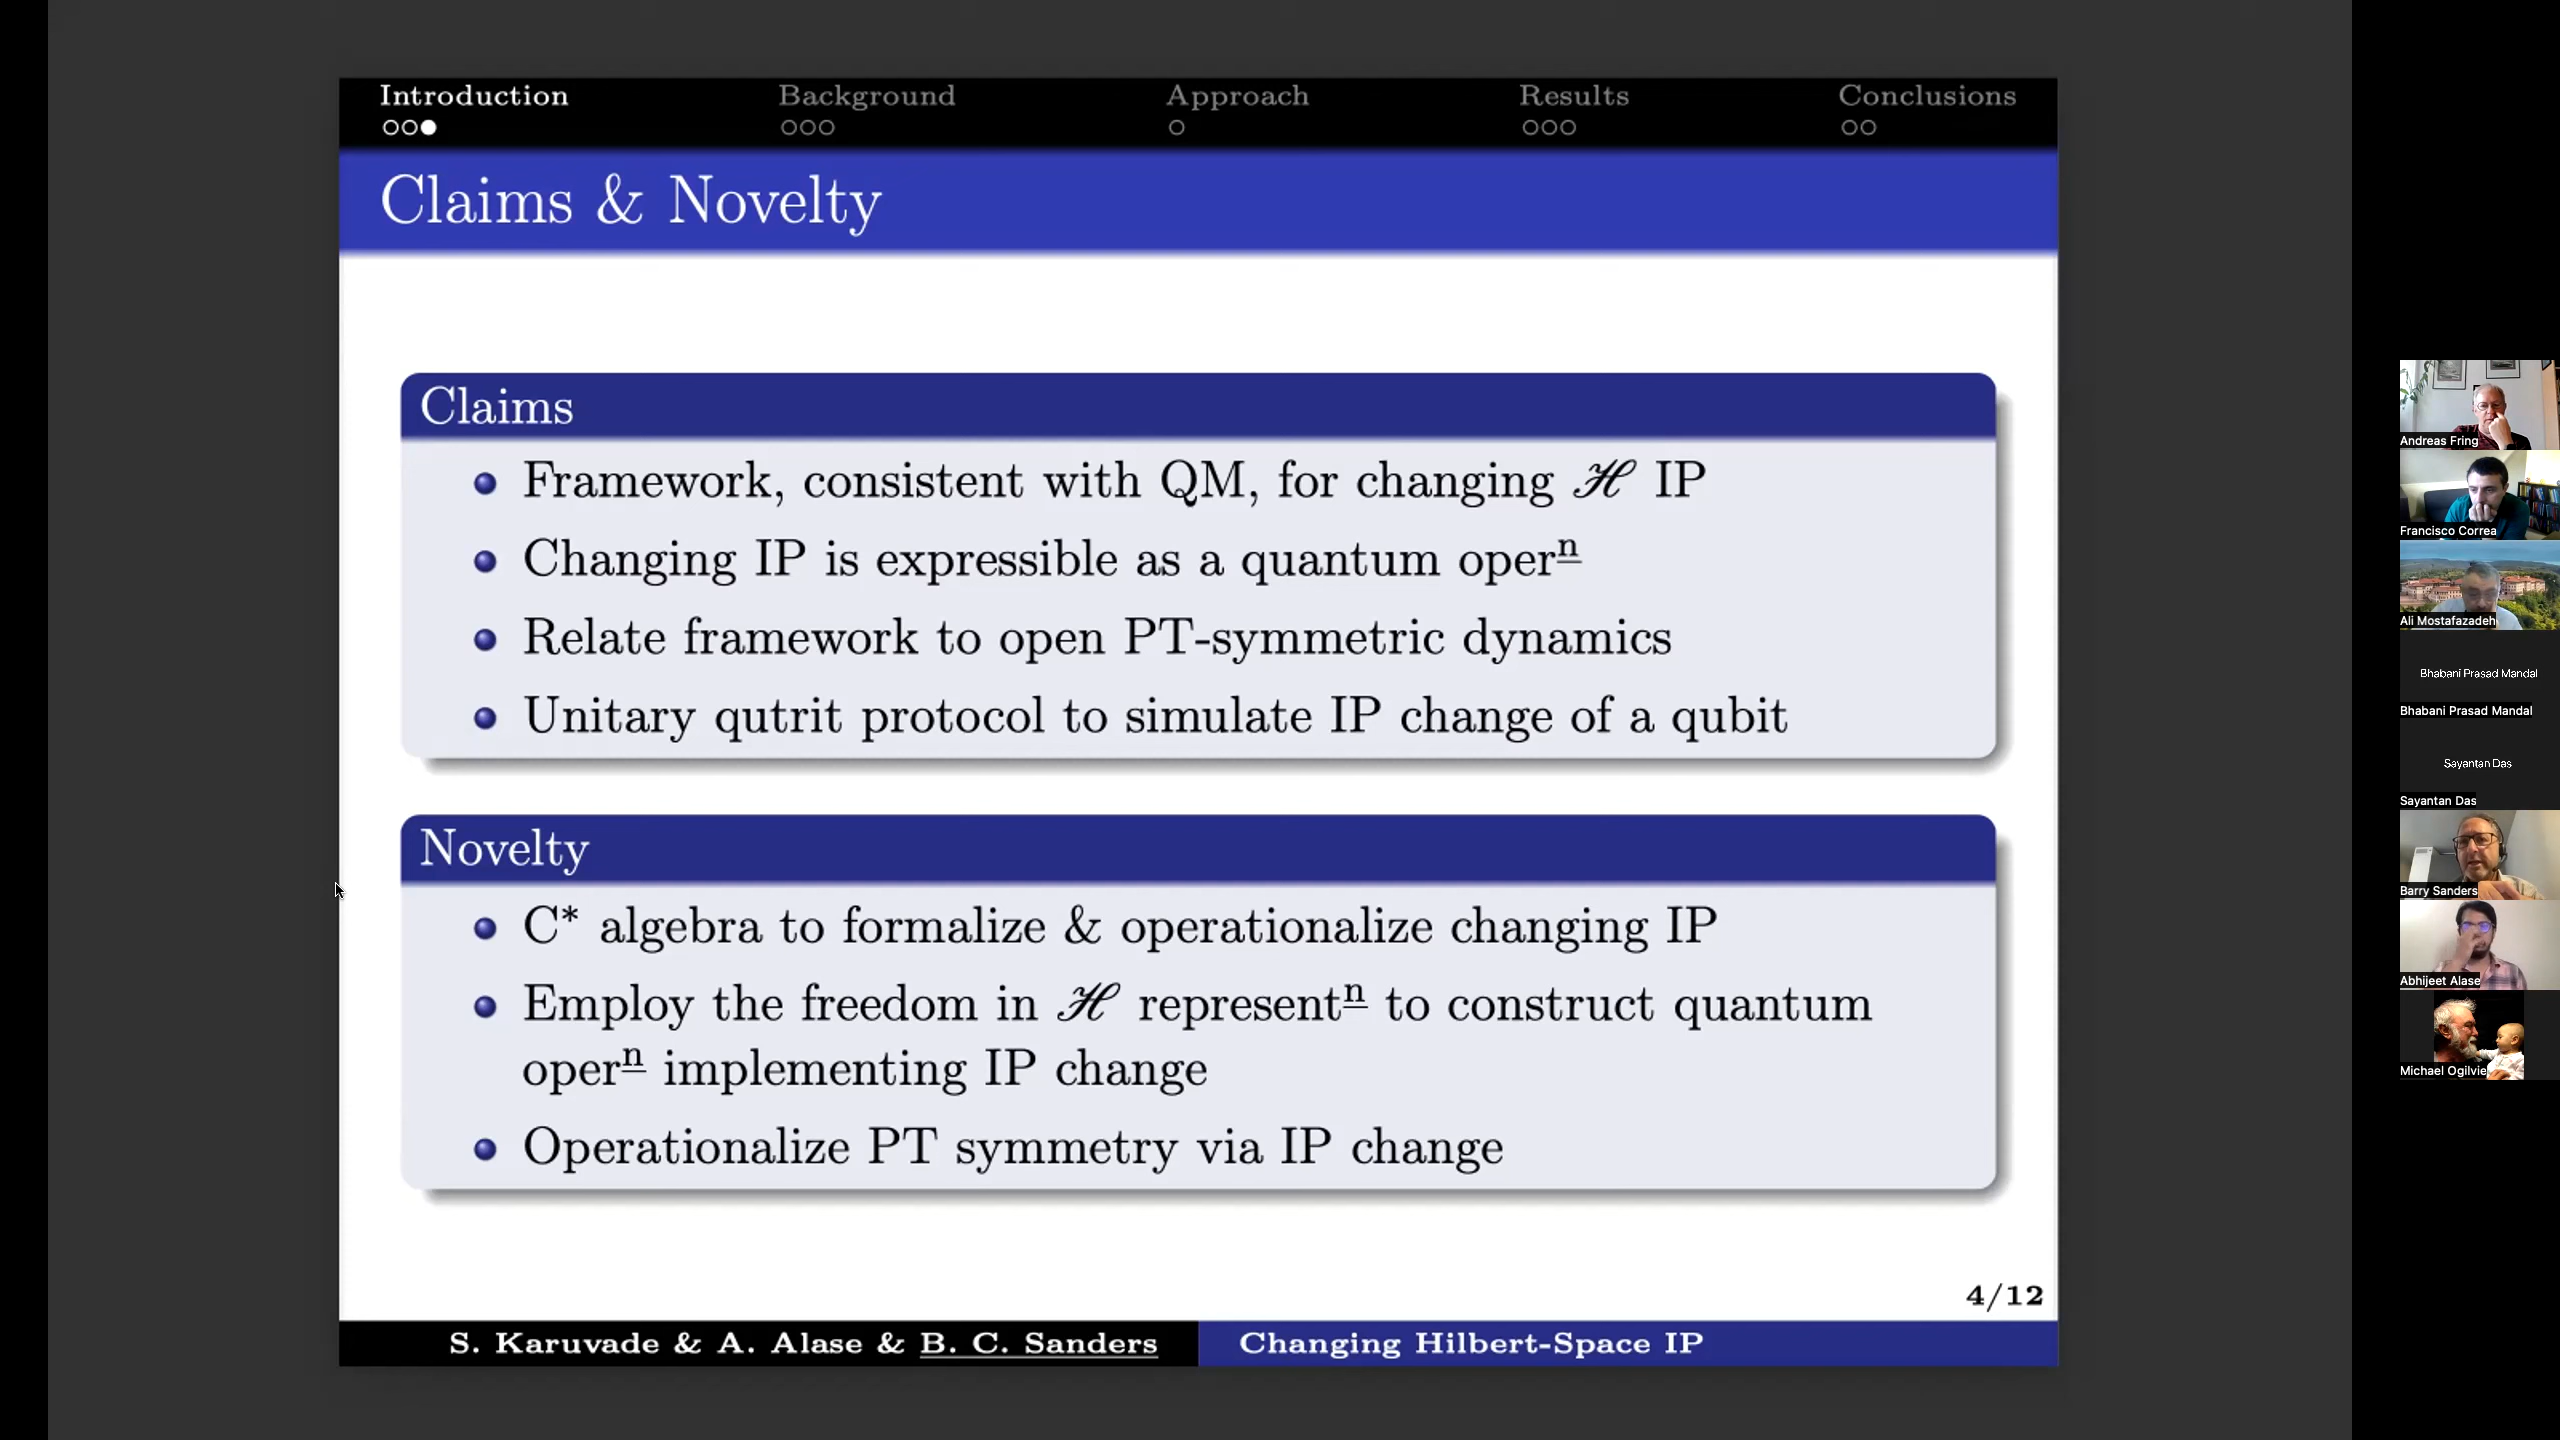 Introduction Background Approach Results Conclusions
Claims & Novelty
Claims
Framework, consistent with QM, for changing ℋ IP
Changing IP is expressible as a quantum operⁿ
Relate framework to open PT-symmetric dynamics
Unitary qutrit protocol to simulate IP change of a qubit
Novelty
C* algebra to formalize & operationalize changing IP
Employ the freedom in ℋ representⁿ to construct quantum
operⁿ implementing IP change
Operationalize PT symmetry via IP change
4/12
S. Karuvade & A. Alase & B. C. Sanders Changing Hilbert-Space IP
Andreas Fring
Francisco Correa
Ali Mostafazadeh
Bhabani Prasad Mandal
Bhabani Prasad Mandal
Sayantan Das
Sayantan Das
Barry Sanders
Abhijeet Alase
Michael Ogilvie